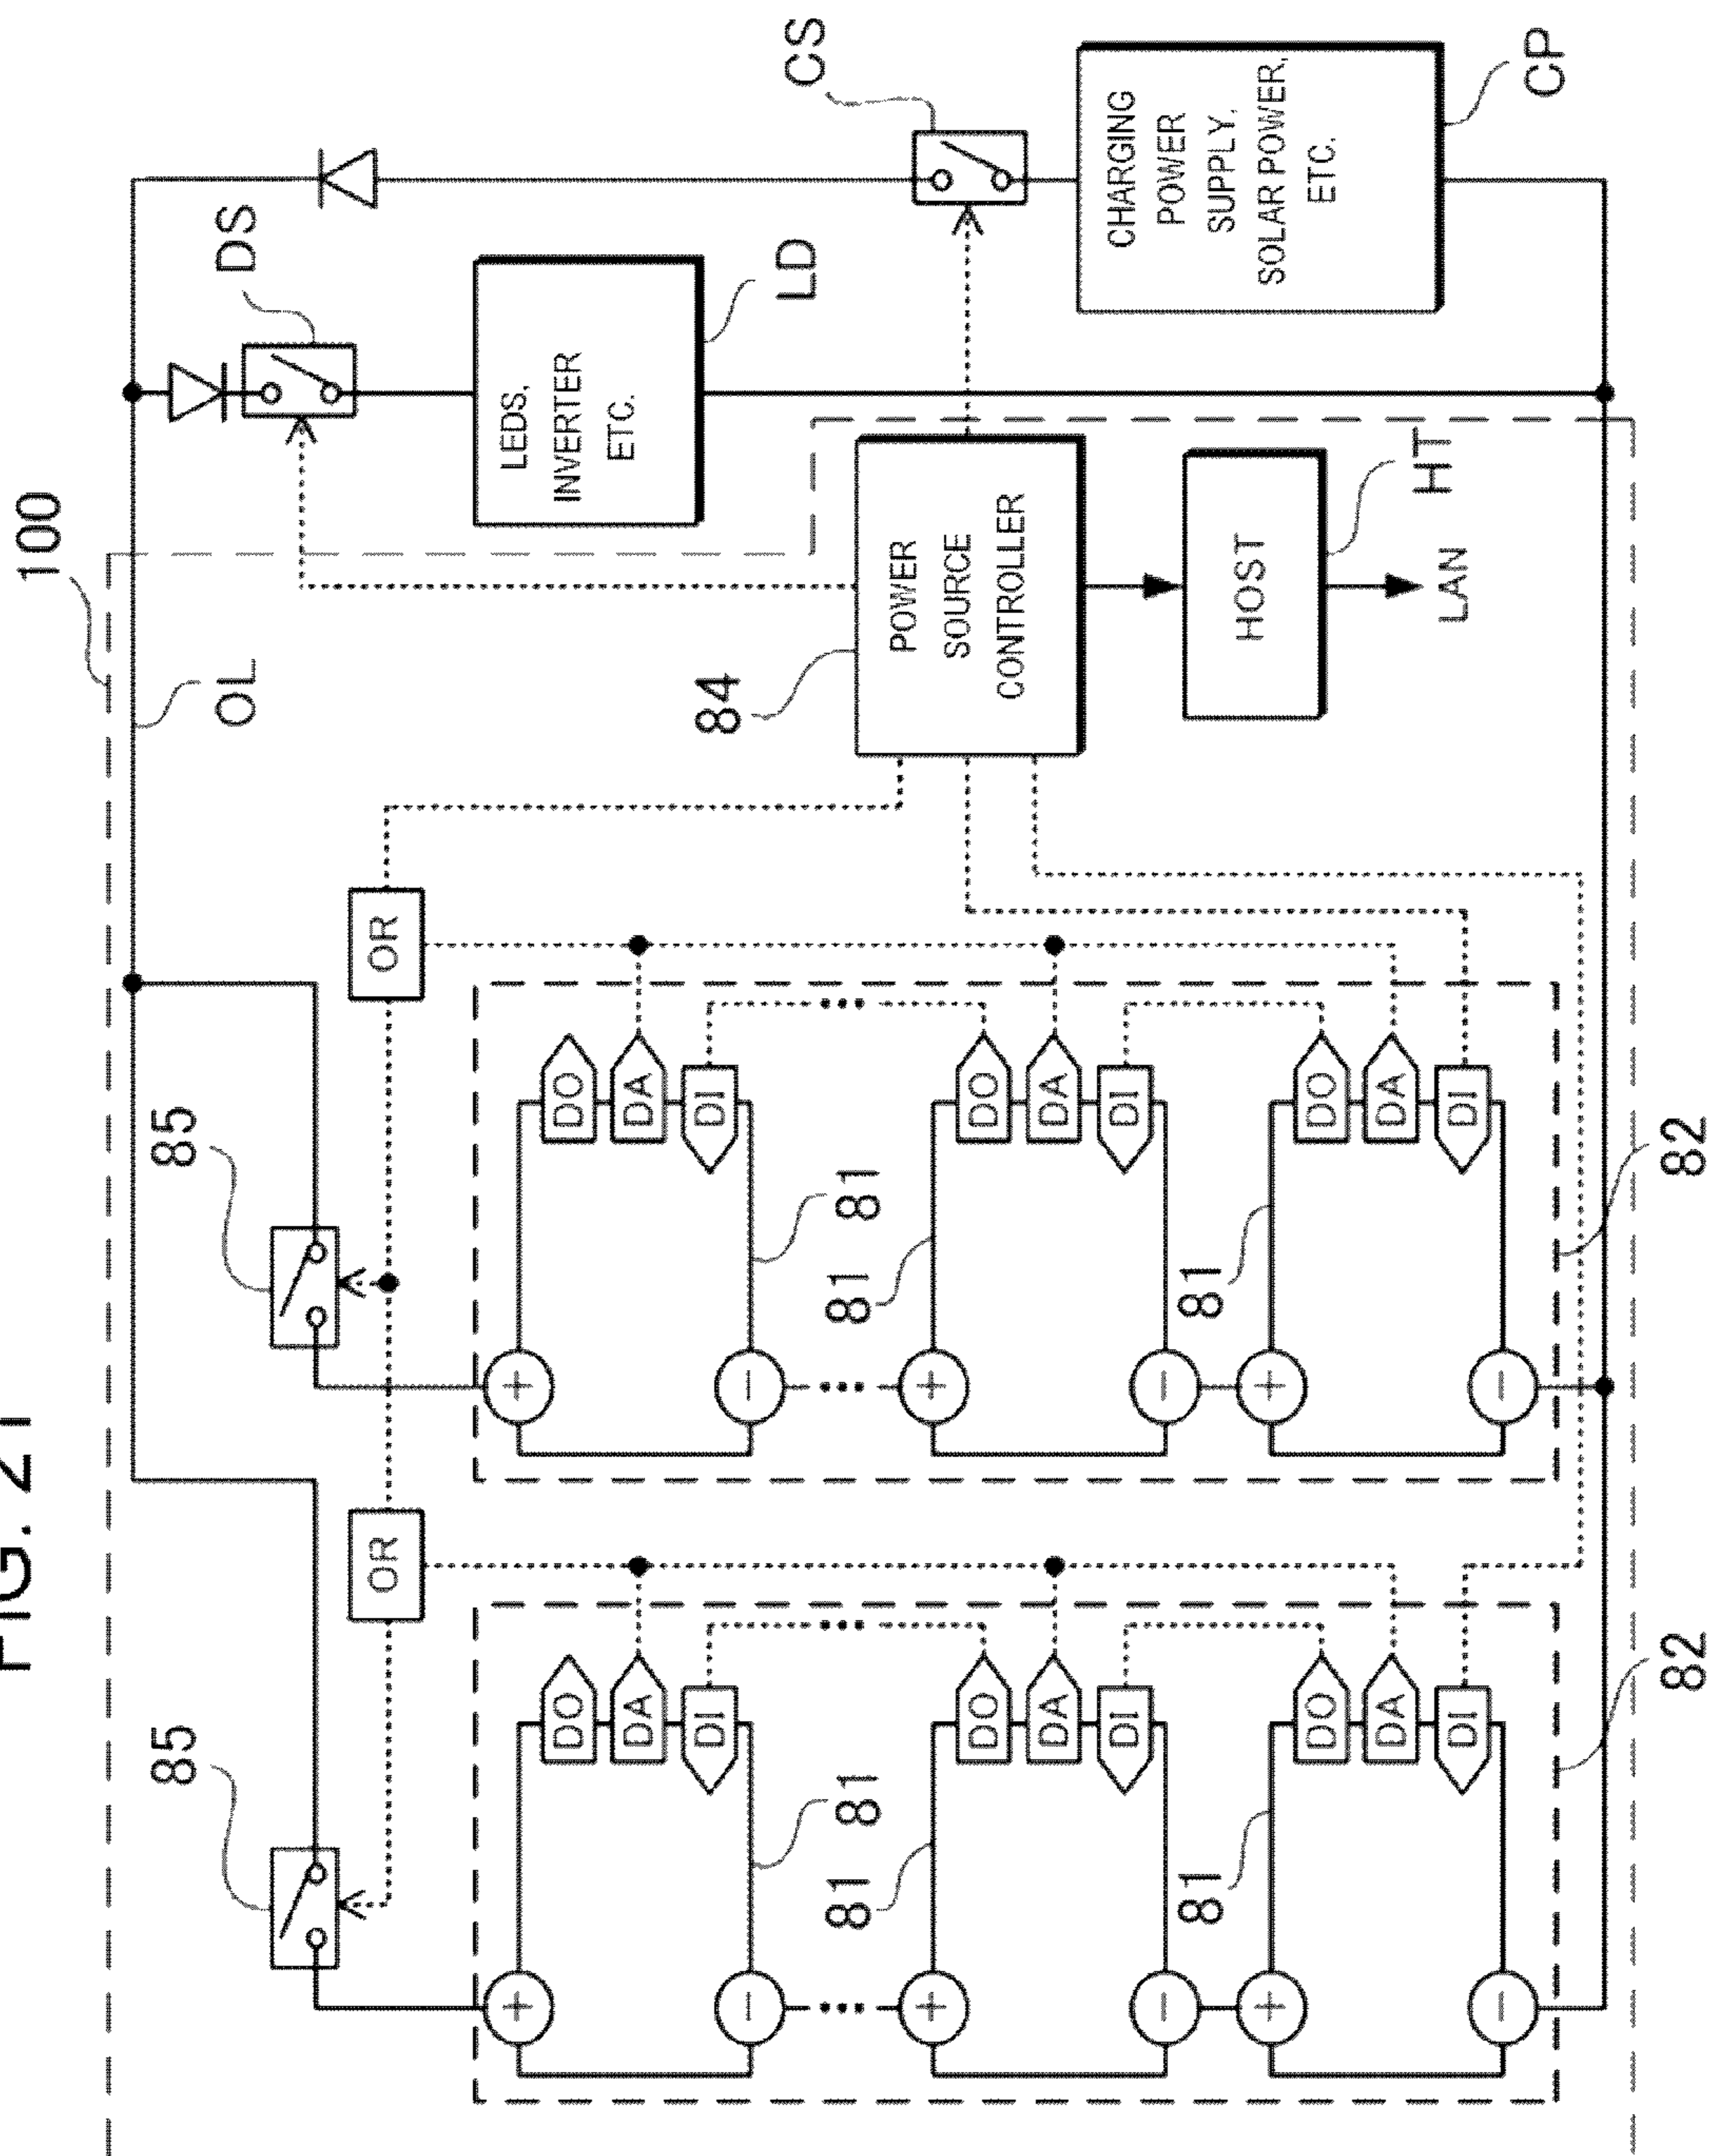 FIG. 21
100
OL
85
85
OR
OR
DS
CS
LEDS,
INVERTER
ETC.
LD
CHARGING
POWER
SUPPLY,
SOLAR POWER,
ETC.
CP
84
POWER
SOURCE
CONTROLLER
HOST
HT
LAN
DO
DA
DI
+
−
81
...
...
DO
DA
DI
+
−
81
DO
DA
DI
+
−
81
82
DO
DA
DI
+
−
81
...
...
DO
DA
DI
+
−
81
DO
DA
DI
+
−
81
82